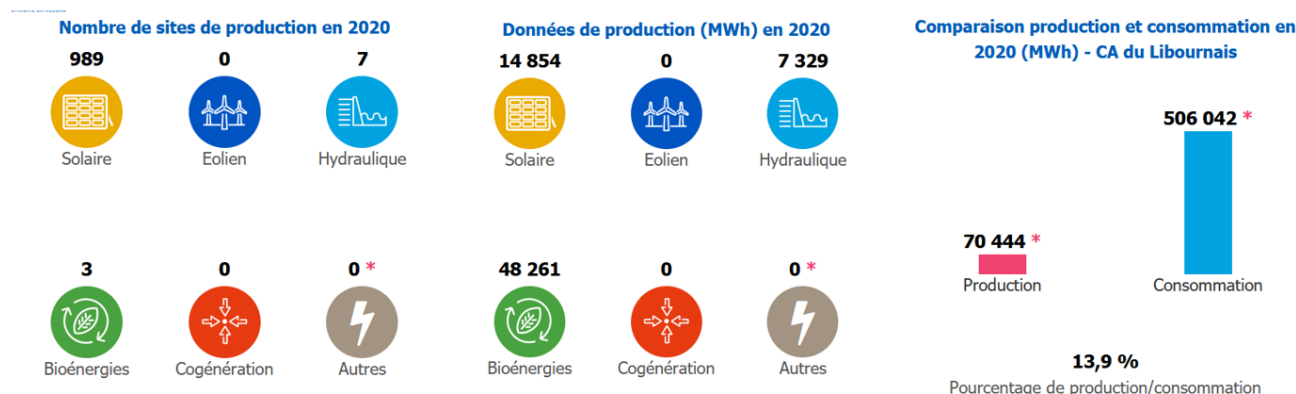 Nombre de sites de production en 2020
989
0
7
Solaire
Eolien
Hydraulique
3
0
0 *
Bioénergies
Cogénération
Autres
Données de production (MWh) en 2020
14 854
0
7 329
Solaire
Eolien
Hydraulique
48 261
0
0 *
Bioénergies
Cogénération
Autres
Comparaison production et consommation en
2020 (MWh) - CA du Libournais
506 042 *
70 444 *
Production
Consommation
13,9 %
Pourcentage de production/consommation